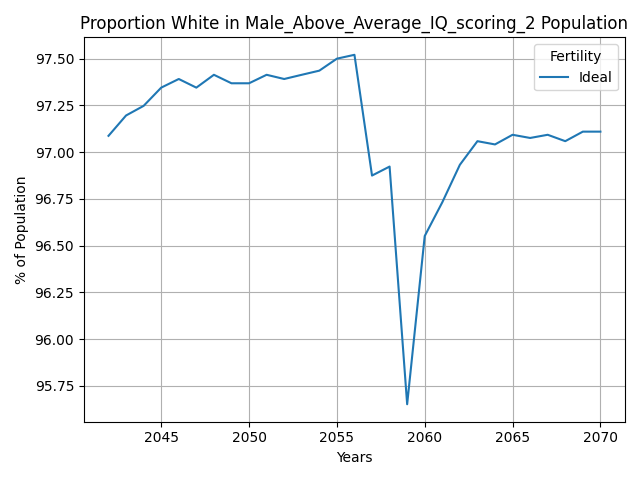 Proportion White in Male_Above_Average_IQ_scoring_2 Population
Fertility
Ideal
97.50
97.25
97.00
96.75
96.50
96.25
96.00
95.75
% of Population
2045 2050 2055 2060 2065 2070
Years